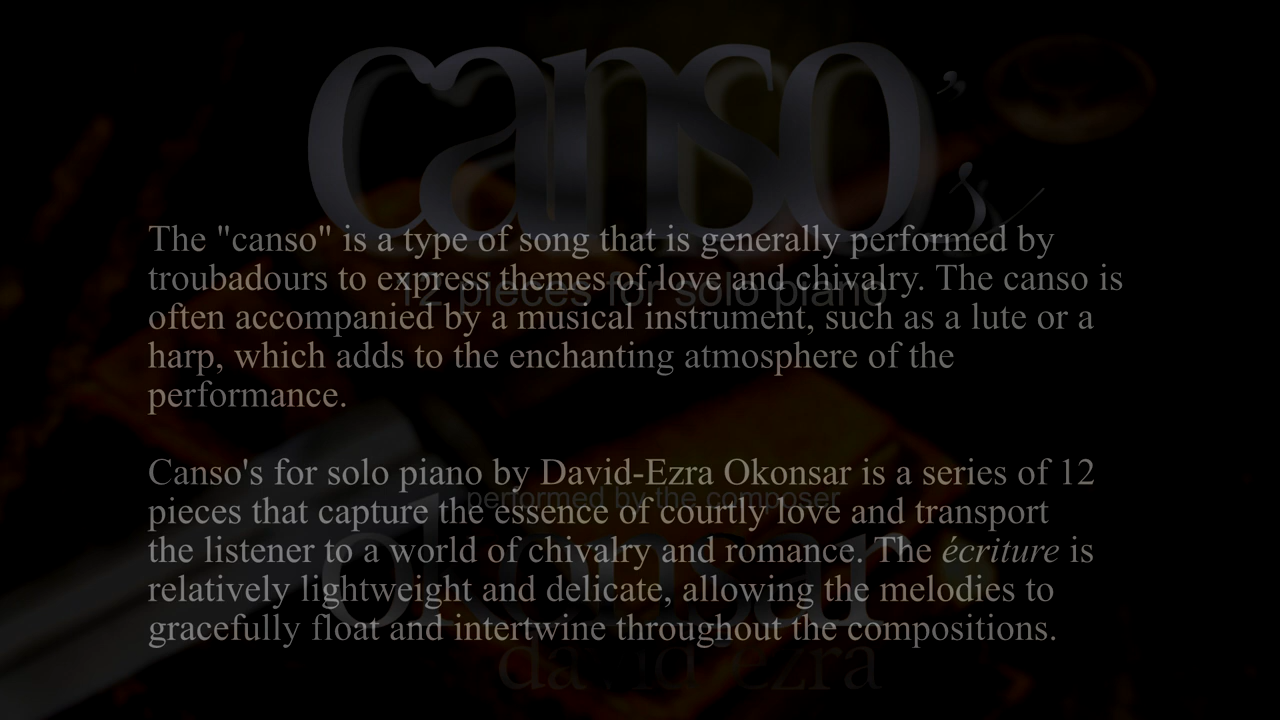 canso's
The "canso" is a type of song that is generally performed by
troubadours to express themes of love and chivalry. The canso is
12 pieces for solo piano
often accompanied by a musical instrument, such as a lute or a
harp, which adds to the enchanting atmosphere of the
performance.
Canso's for solo piano by David-Ezra Okonsar is a series of 12
performed by the composer
pieces that capture the essence of courtly love and transport
the listener to a world of chivalry and romance. The écriture is
okonsar
relatively lightweight and delicate, allowing the melodies to
gracefully float and intertwine throughout the compositions.
david ezra